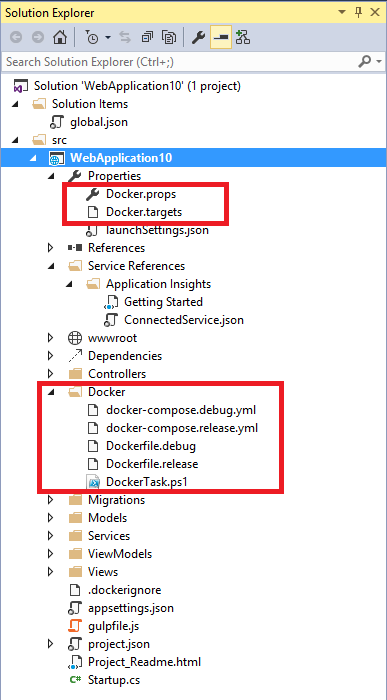 Solution Explorer
Search Solution Explorer (Ctrl+;)
Solution 'WebApplication10' (1 project)
Solution Items
global.json
src
WebApplication10
Properties
Docker.props
Docker.targets
launchSettings.json
References
Service References
Application Insights
Getting Started
ConnectedService.json
wwwroot
Dependencies
Controllers
Docker
docker-compose.debug.yml
docker-compose.release.yml
Dockerfile.debug
Dockerfile.release
DockerTask.ps1
Migrations
Models
Services
ViewModels
Views
.dockerignore
appsettings.json
gulpfile.js
project.json
Project_Readme.html
C# Startup.cs